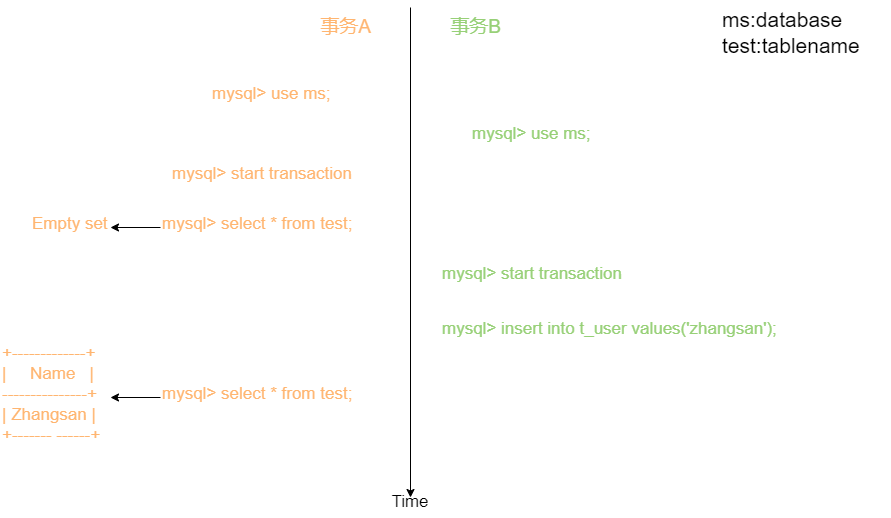 事务A
事务B
ms:database
test:tablename
mysql> use ms;
mysql> use ms;
mysql> start transaction
Empty set
mysql> select * from test;
mysql> start transaction
mysql> insert into t_user values('zhangsan');
+-------------+
| Name |
---------------+
| Zhangsan |
+------- ------+
mysql> select * from test;
Time